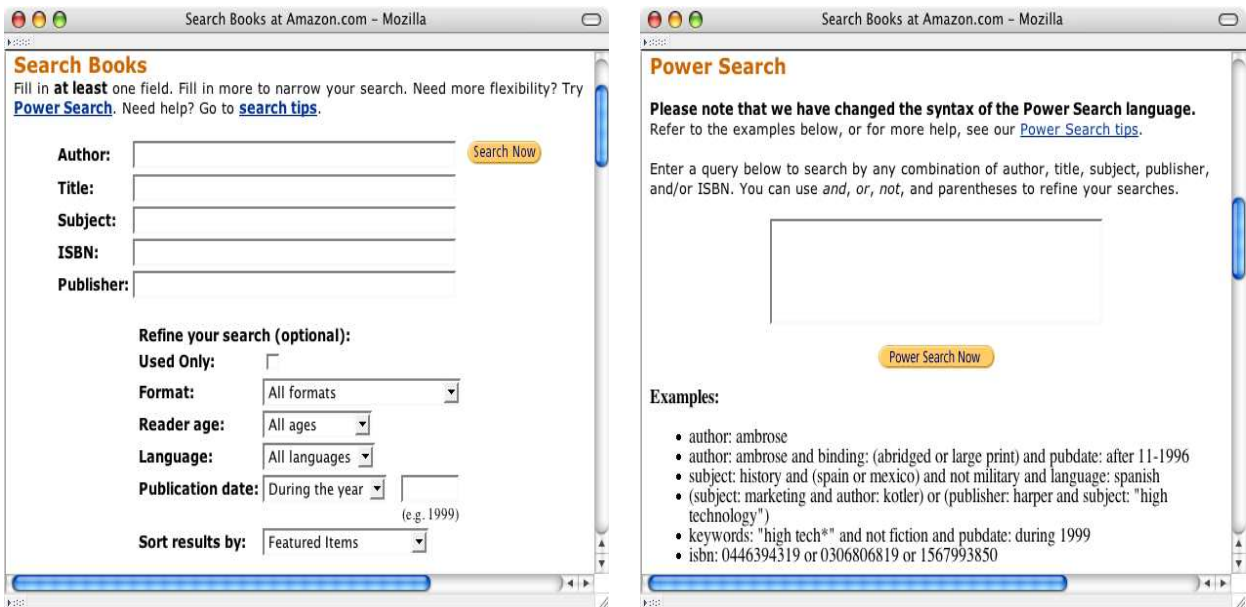 Search Books at Amazon.com – Mozilla
Search Books
Fill in at least one field. Fill in more to narrow your search. Need more flexibility? Try
Power Search. Need help? Go to search tips.
Author:
Search Now
Title:
Subject:
ISBN:
Publisher:
Refine your search (optional):
Used Only:
Format: All formats
Reader age: All ages
Language: All languages
Publication date: During the year
(e.g. 1999)
Sort results by: Featured Items
Search Books at Amazon.com – Mozilla
Power Search
Please note that we have changed the syntax of the Power Search language.
Refer to the examples below, or for more help, see our Power Search tips.
Enter a query below to search by any combination of author, title, subject, publisher,
and/or ISBN. You can use and, or, not, and parentheses to refine your searches.
Power Search Now
Examples:
• author: ambrose
• author: ambrose and binding: (abridged or large print) and pubdate: after 11-1996
• subject: history and (spain or mexico) and not military and language: spanish
• (subject: marketing and author: kotler) or (publisher: harper and subject: "high
technology")
• keywords: "high tech*" and not fiction and pubdate: during 1999
• isbn: 0446394319 or 0306806819 or 1567993850